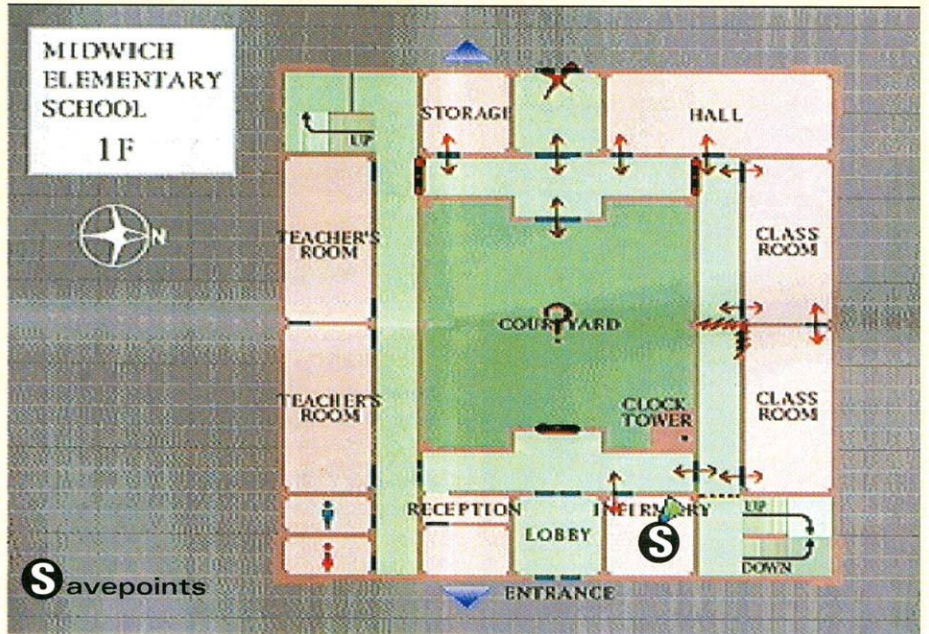 MIDWICH
ELEMENTARY
SCHOOL
1F
N
STORAGE
HALL
UP
TEACHER'S
ROOM
CLASS
ROOM
?
COURTYARD
TEACHER'S
ROOM
CLOCK
TOWER
CLASS
ROOM
RECEPTION
LOBBY
INFIRMARY
S
UP
DOWN
ENTRANCE
Savepoints